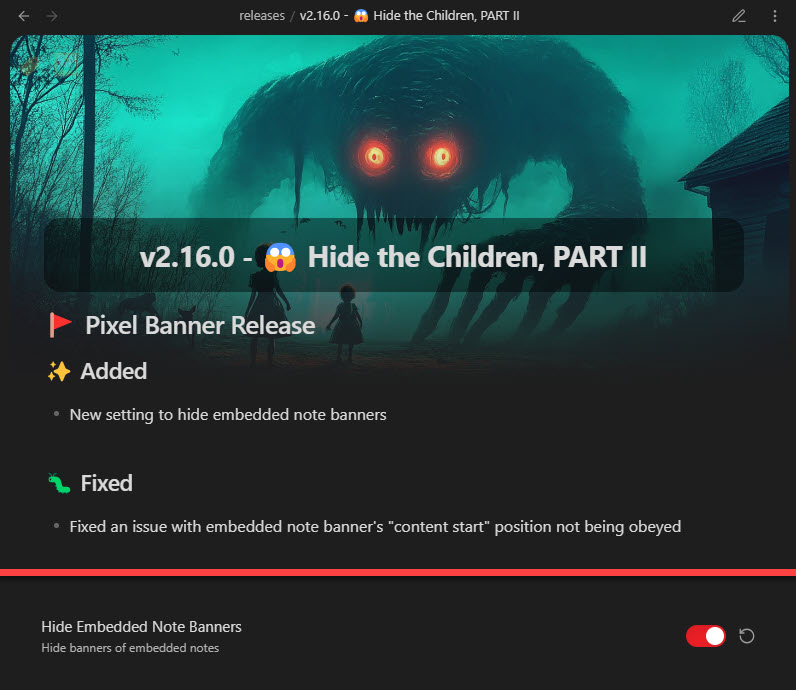 releases / v2.16.0 - 😱 Hide the Children, PART II
v2.16.0 - 😱 Hide the Children, PART II
🚩 Pixel Banner Release
✨ Added
• New setting to hide embedded note banners
🐛 Fixed
• Fixed an issue with embedded note banner's "content start" position not being obeyed
Hide Embedded Note Banners
Hide banners of embedded notes